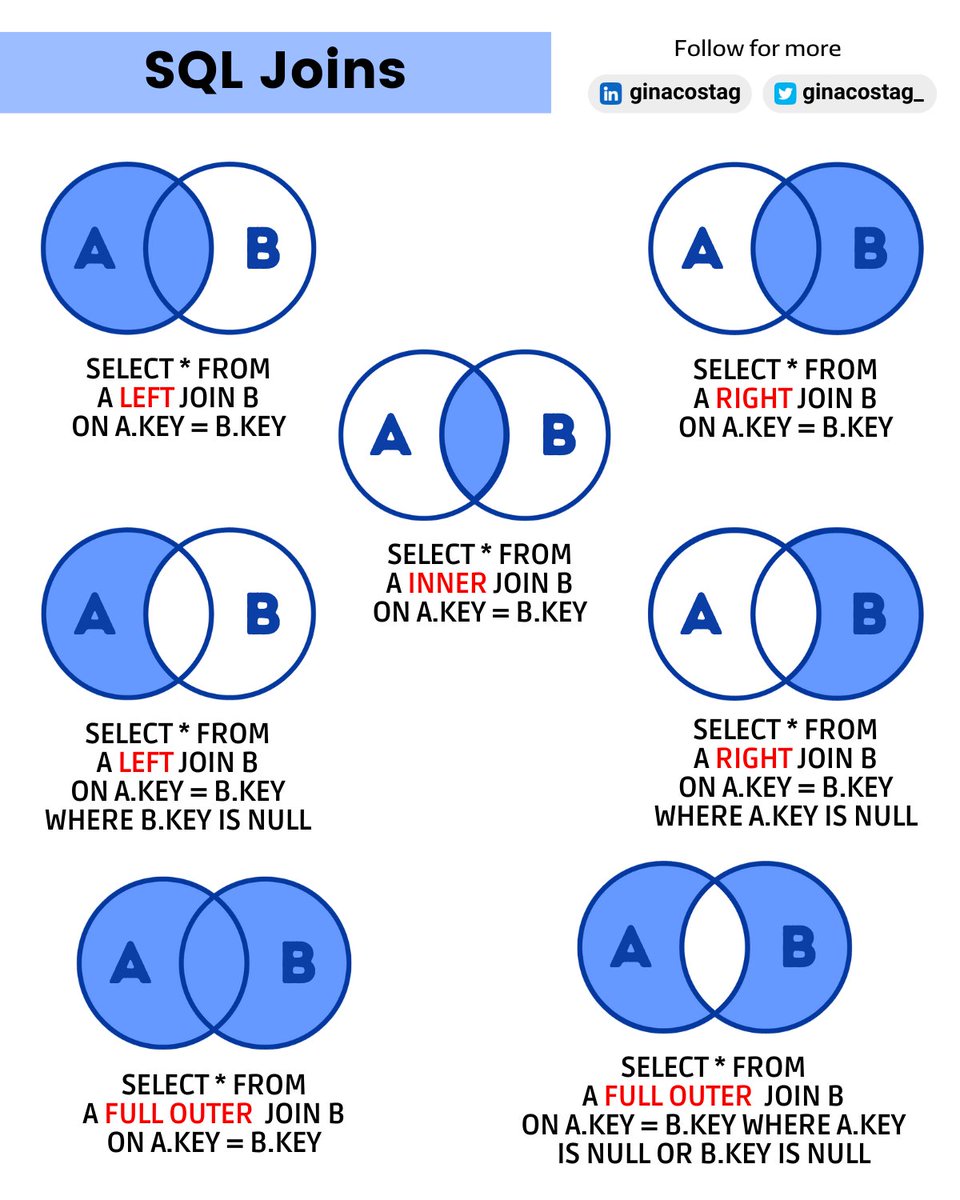 SQL Joins
Follow for more
in ginacostag ginacostag_
A B
SELECT * FROM
A LEFT JOIN B
ON A.KEY = B.KEY
A B
SELECT * FROM
A RIGHT JOIN B
ON A.KEY = B.KEY
A B
SELECT * FROM
A INNER JOIN B
ON A.KEY = B.KEY
A B
SELECT * FROM
A LEFT JOIN B
ON A.KEY = B.KEY
WHERE B.KEY IS NULL
A B
SELECT * FROM
A RIGHT JOIN B
ON A.KEY = B.KEY
WHERE A.KEY IS NULL
A B
SELECT * FROM
A FULL OUTER JOIN B
ON A.KEY = B.KEY
A B
SELECT * FROM
A FULL OUTER JOIN B
ON A.KEY = B.KEY WHERE A.KEY
IS NULL OR B.KEY IS NULL